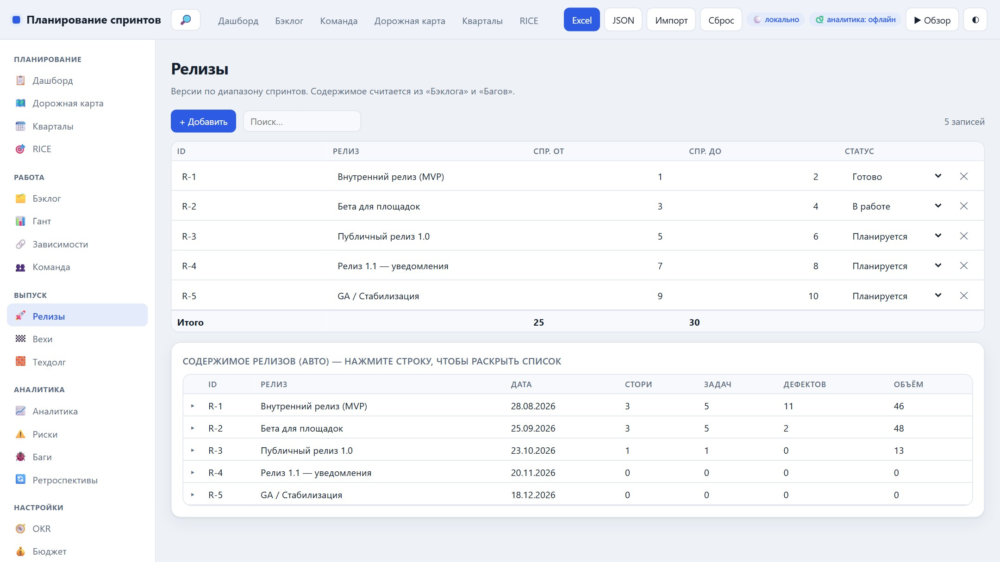 Планирование спринтов
Дашборд Бэклог Команда Дорожная карта Кварталы RICE
Excel JSON Импорт Сброс локально аналитика: офлайн ▶ Обзор
ПЛАНИРОВАНИЕ
Дашборд
Дорожная карта
Кварталы
RICE
РАБОТА
Бэклог
Гант
Зависимости
Команда
ВЫПУСК
Релизы
Вехи
Техдолг
АНАЛИТИКА
Аналитика
Риски
Баги
Ретроспективы
НАСТРОЙКИ
OKR
Бюджет
Релизы
Версии по диапазону спринтов. Содержимое считается из «Бэклога» и «Багов».
+ Добавить Поиск... 5 записей
ID РЕЛИЗ СПР. ОТ СПР. ДО СТАТУС
R-1 Внутренний релиз (MVP) 1 2 Готово
R-2 Бета для площадок 3 4 В работе
R-3 Публичный релиз 1.0 5 6 Планируется
R-4 Релиз 1.1 — уведомления 7 8 Планируется
R-5 GA / Стабилизация 9 10 Планируется
Итого 25 30
СОДЕРЖИМОЕ РЕЛИЗОВ (АВТО) — НАЖМИТЕ СТРОКУ, ЧТОБЫ РАСКРЫТЬ СПИСОК
ID РЕЛИЗ ДАТА СТОРИ ЗАДАЧ ДЕФЕКТОВ ОБЪЁМ
R-1 Внутренний релиз (MVP) 28.08.2026 3 5 11 46
R-2 Бета для площадок 25.09.2026 3 5 2 48
R-3 Публичный релиз 1.0 23.10.2026 1 1 0 13
R-4 Релиз 1.1 — уведомления 20.11.2026 0 0 0 0
R-5 GA / Стабилизация 18.12.2026 0 0 0 0